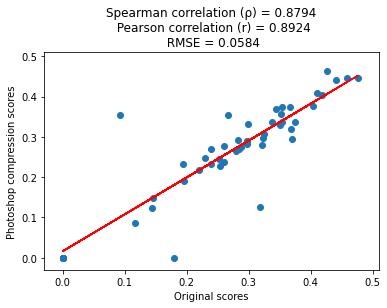 Spearman correlation (ρ) = 0.8794
Pearson correlation (r) = 0.8924
RMSE = 0.0584
Photoshop compression scores
0.5
0.4
0.3
0.2
0.1
0.0
0.0 0.1 0.2 0.3 0.4 0.5
Original scores